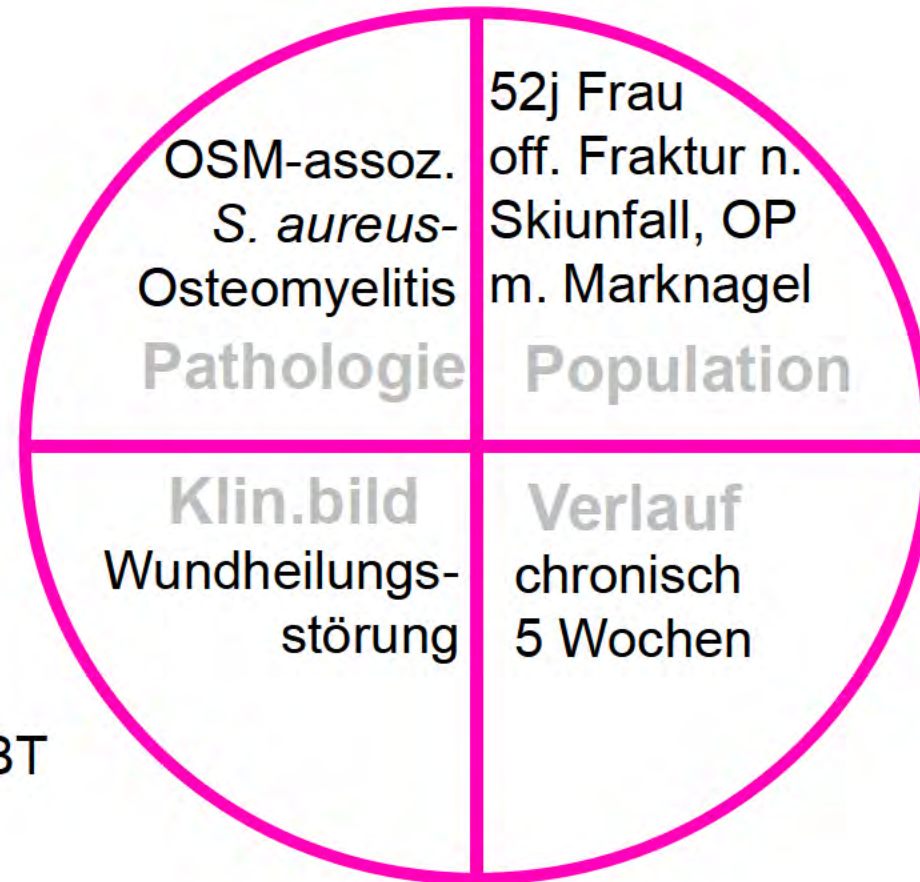 OSM-assoz.
S. aureus-
Osteomyelitis
Pathologie
52j Frau
off. Fraktur n.
Skiunfall, OP
m. Marknagel
Population
Klin.bild
Wundheilungs-
störung
Verlauf
chronisch
5 Wochen